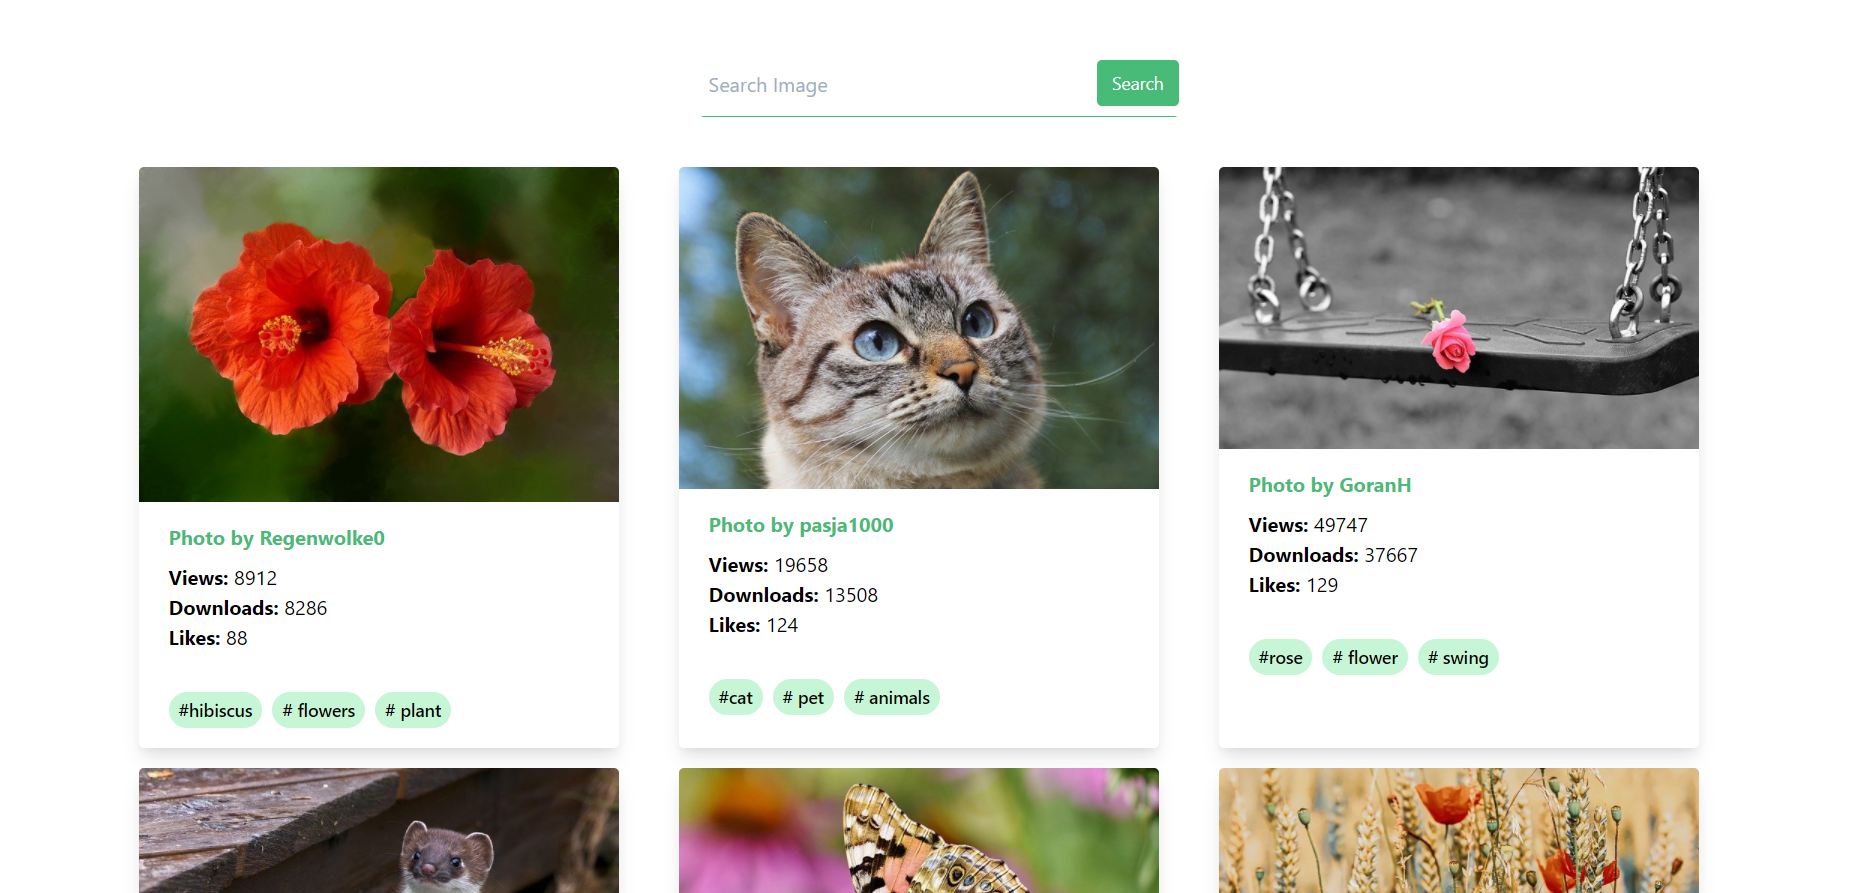 Search Image
Search
Photo by Regenwolke0
Views: 8912
Downloads: 8286
Likes: 88
#hibiscus # flowers # plant
Photo by pasja1000
Views: 19658
Downloads: 13508
Likes: 124
#cat # pet # animals
Photo by GoranH
Views: 49747
Downloads: 37667
Likes: 129
#rose # flower # swing